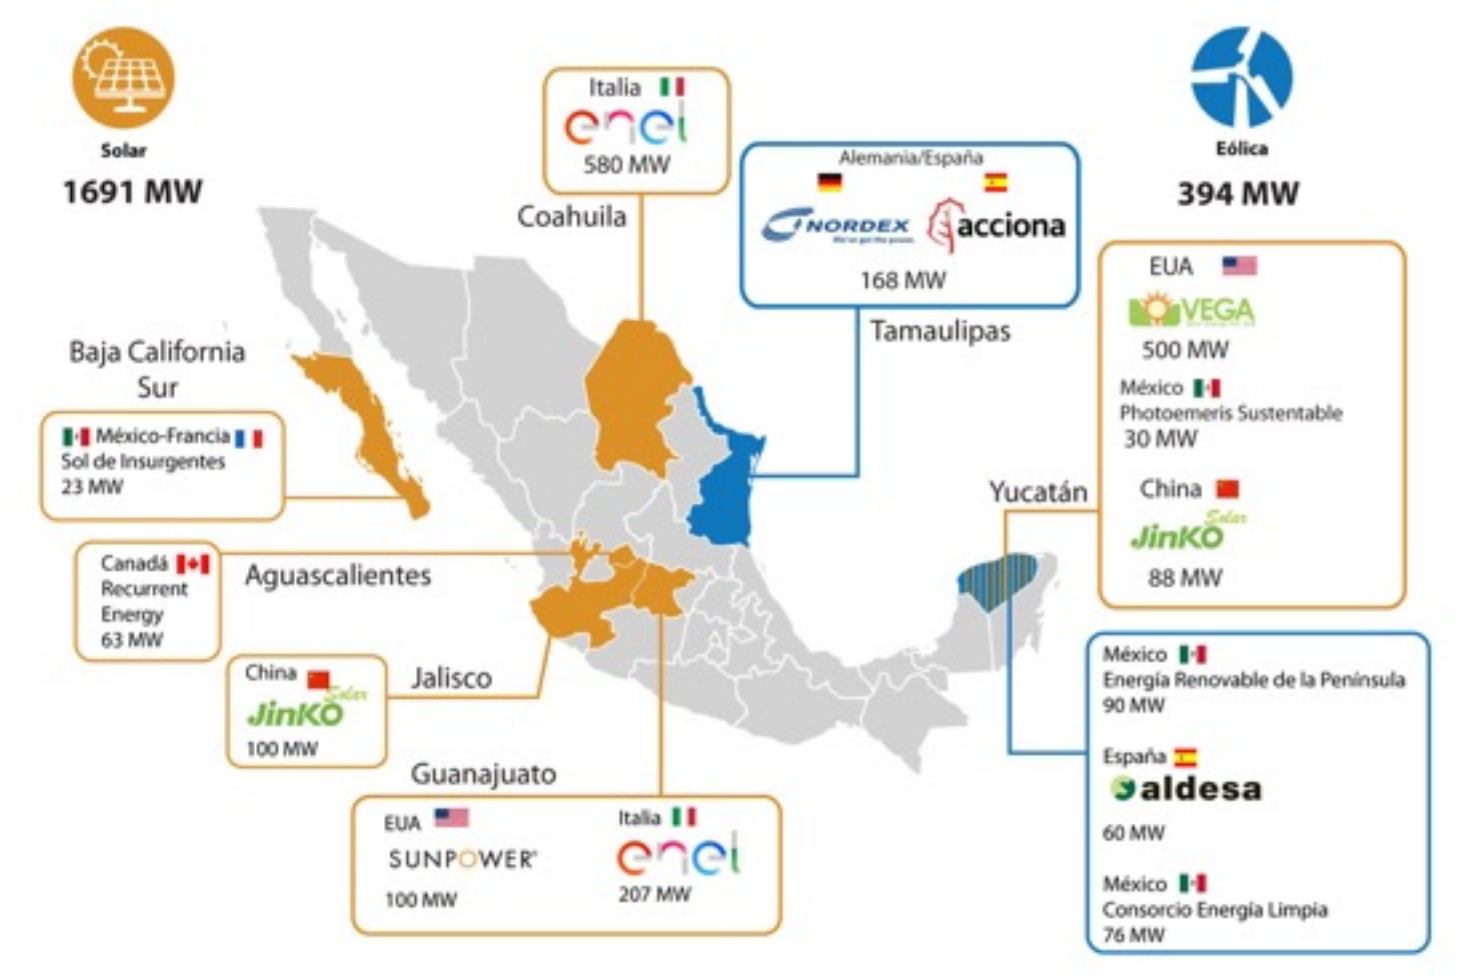 Solar
1691 MW
Italia
enel
580 MW
Coahuila
Alemania/España
NORDEX
acciona
168 MW
Tamaulipas
Eólica
394 MW
EUA
VEGA
500 MW
México
Photoemeris Sustentable
30 MW
China
JinKO Solar
88 MW
Yucatán
Baja California
Sur
México-Francia
Sol de Insurgentes
23 MW
Canadá
Recurrent
Energy
63 MW
Aguascalientes
China
JinKO Solar
100 MW
Jalisco
Guanajuato
EUA
SUNPOWER
100 MW
Italia
enel
207 MW
México
Energía Renovable de la Península
90 MW
España
aldesa
60 MW
México
Consorcio Energía Limpia
76 MW